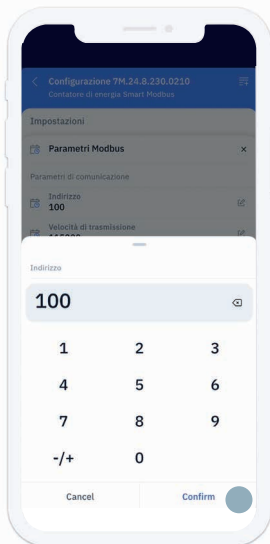 Configurazione 7M.24.8.230.0210
Contatore di energia Smart Modbus
Impostazioni
Parametri Modbus
Parametri di comunicazione
Indirizzo
100
Velocità di trasmissione
Indirizzo
100
1 2 3
4 5 6
7 8 9
-/+ 0
Cancel Confirm